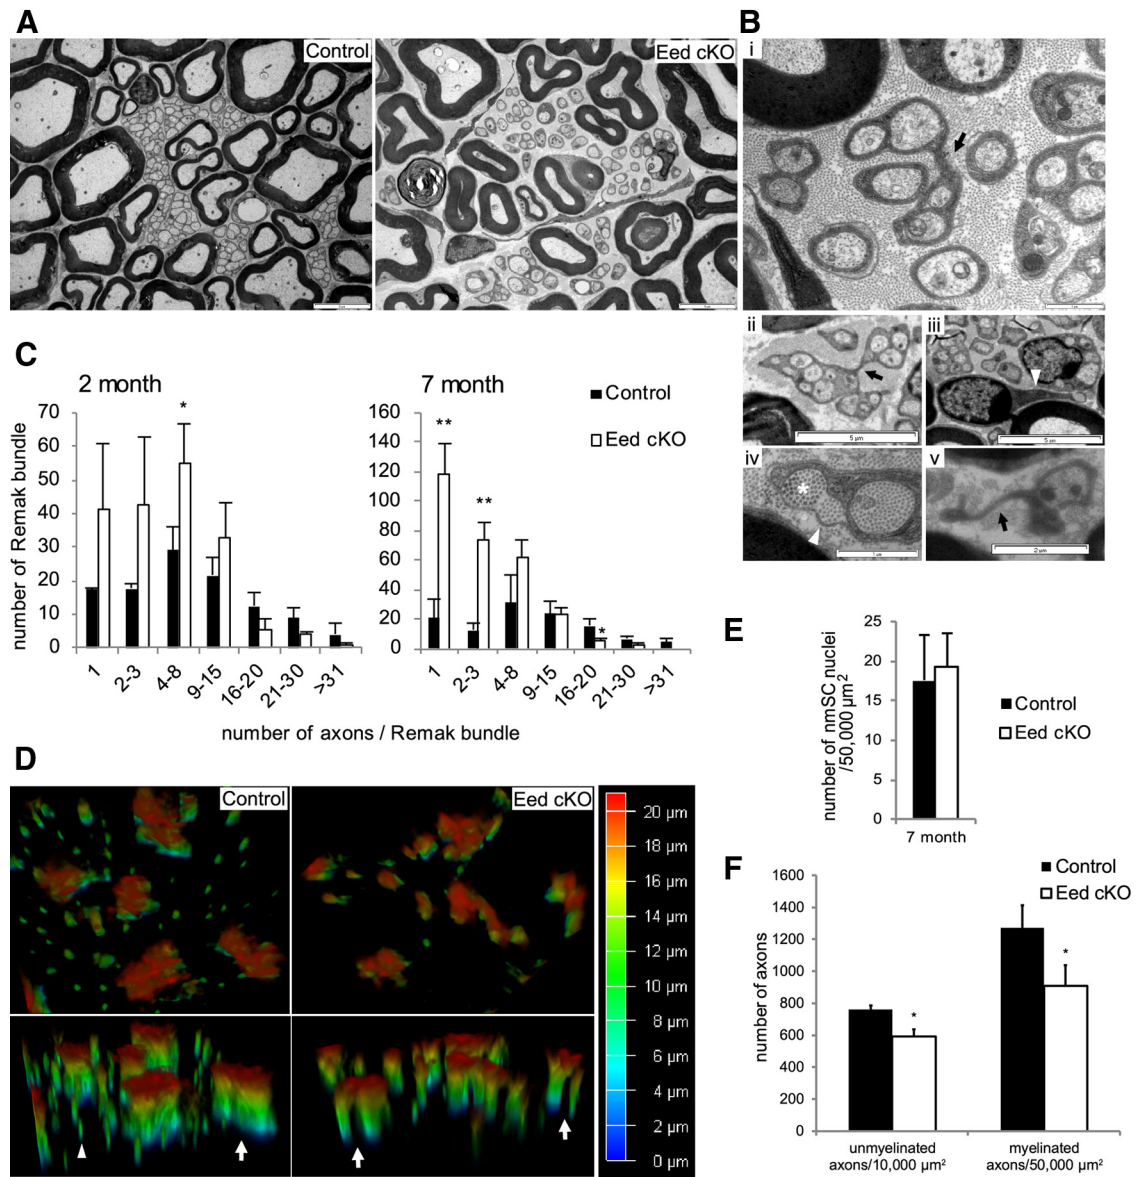 A
Control
Eed cKO
B
i
ii
iii
5 µm
5 µm
iv
v
1 µm
2 µm
C
2 month
7 month
Control
Eed cKO
number of Remak bundle
70
60
50
40
30
20
10
0
*
1
2-3
4-8
9-15
16-20
21-30
>31
160
140
120
100
80
60
40
20
0
**
**
*
1
2-3
4-8
9-15
16-20
21-30
>31
number of axons / Remak bundle
D
Control
Eed cKO
20 µm
18 µm
16 µm
14 µm
12 µm
10 µm
8 µm
6 µm
4 µm
2 µm
0 µm
E
number of nmSC nuclei
/50,000 µm²
25
20
15
10
5
0
7 month
Control
Eed cKO
F
Control
Eed cKO
number of axons
1600
1400
1200
1000
800
600
400
200
0
*
*
unmyelinated
axons/10,000 µm²
myelinated
axons/50,000 µm²